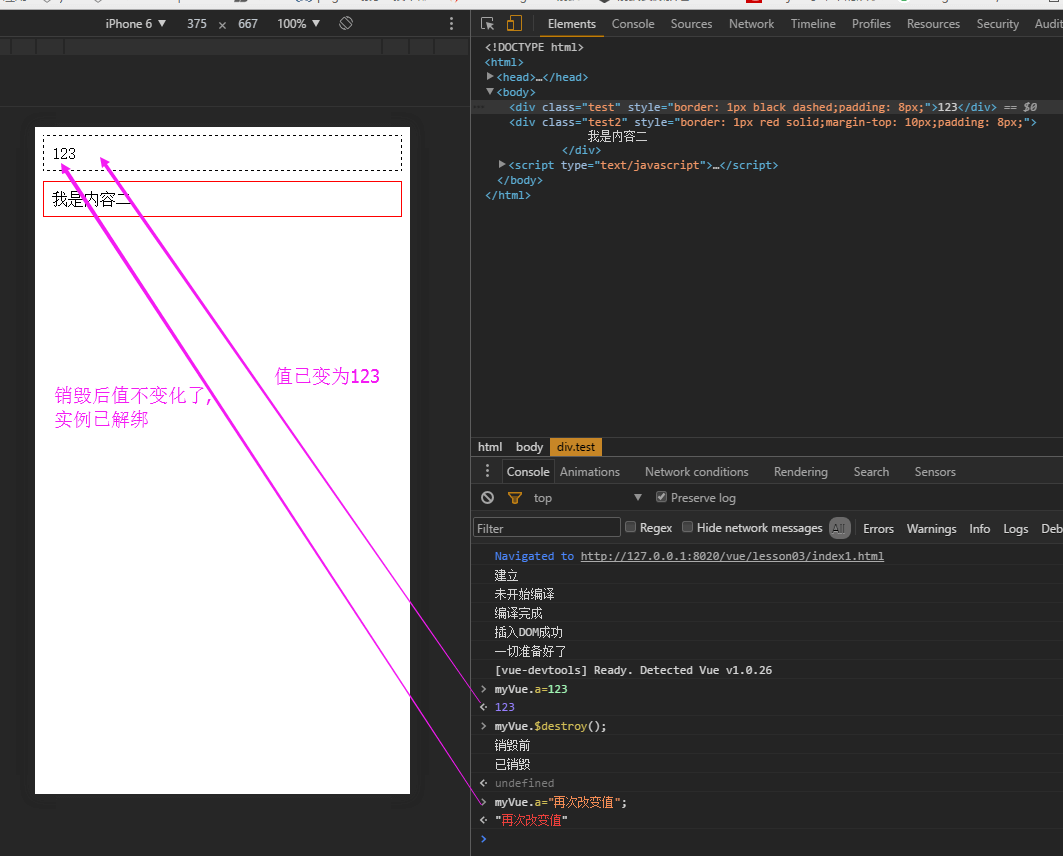 iPhone 6 ▼ 375 × 667 100% ▼
Elements Console Sources Network Timeline Profiles Resources Security Audit
<!DOCTYPE html>
<html>
<head>…</head>
<body>
<div class="test" style="border: 1px black dashed;padding: 8px;">123</div> == $0
<div class="test2" style="border: 1px red solid;margin-top: 10px;padding: 8px;">
我是内容二
</div>
<script type="text/javascript">…</script>
</body>
</html>
123
我是内容二
值已变为123
销毁后值不变化了,
实例已解绑
html body div.test
Console Animations Network conditions Rendering Search Sensors
top ▼ Preserve log
Filter Regex Hide network messages All Errors Warnings Info Logs Deb
Navigated to http://127.0.0.1:8020/vue/lesson03/index1.html
建立
未开始编译
编译完成
插入DOM成功
一切准备好了
[vue-devtools] Ready. Detected Vue v1.0.26
myVue.a=123
123
myVue.$destroy();
销毁前
已销毁
undefined
myVue.a="再次改变值";
"再次改变值"